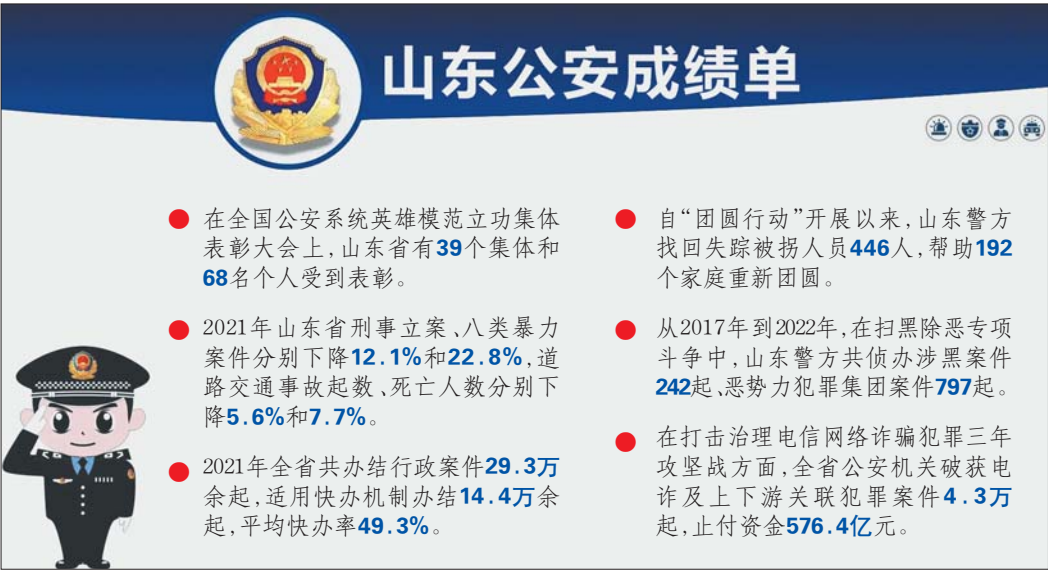 山东公安成绩单
在全国公安系统英雄模范立功集体
表彰大会上,山东省有39个集体和
68名个人受到表彰。
2021年山东省刑事立案、八类暴力
案件分别下降12.1%和22.8%,道
路交通事故起数、死亡人数分别下
降5.6%和7.7%。
2021年全省共办结行政案件29.3万
余起,适用快办机制办结14.4万余
起,平均快办率49.3%。
自“团圆行动”开展以来,山东警方
找回失踪被拐人员446人,帮助192
个家庭重新团圆。
从2017年到2022年,在扫黑除恶专项
斗争中,山东警方共侦办涉黑案件
242起、恶势力犯罪集团案件797起。
在打击治理电信网络诈骗犯罪三年
攻坚战方面,全省公安机关破获电
诈及上下游关联犯罪案件4.3万
起,止付资金576.4亿元。